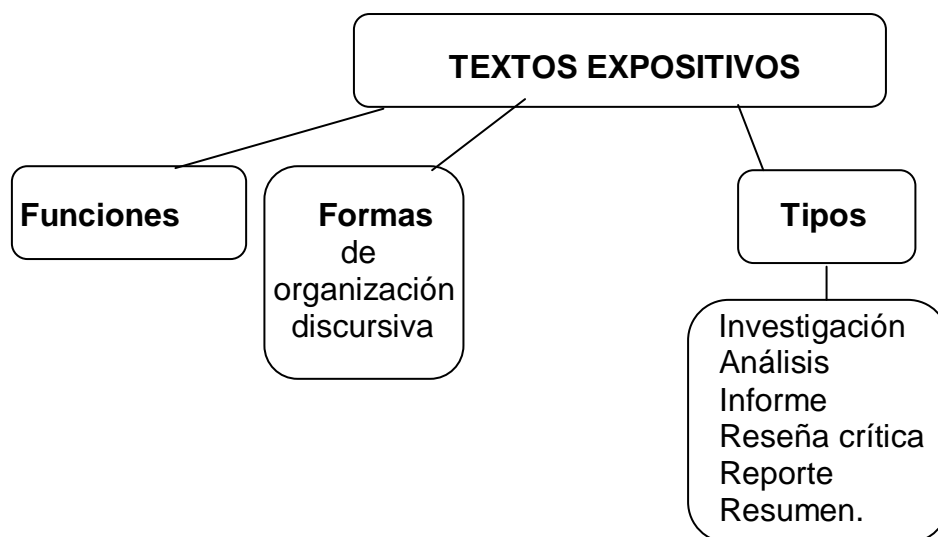 TEXTOS EXPOSITIVOS
Funciones
Formas
de
organización
discursiva
Tipos
Investigación
Análisis
Informe
Reseña crítica
Reporte
Resumen.